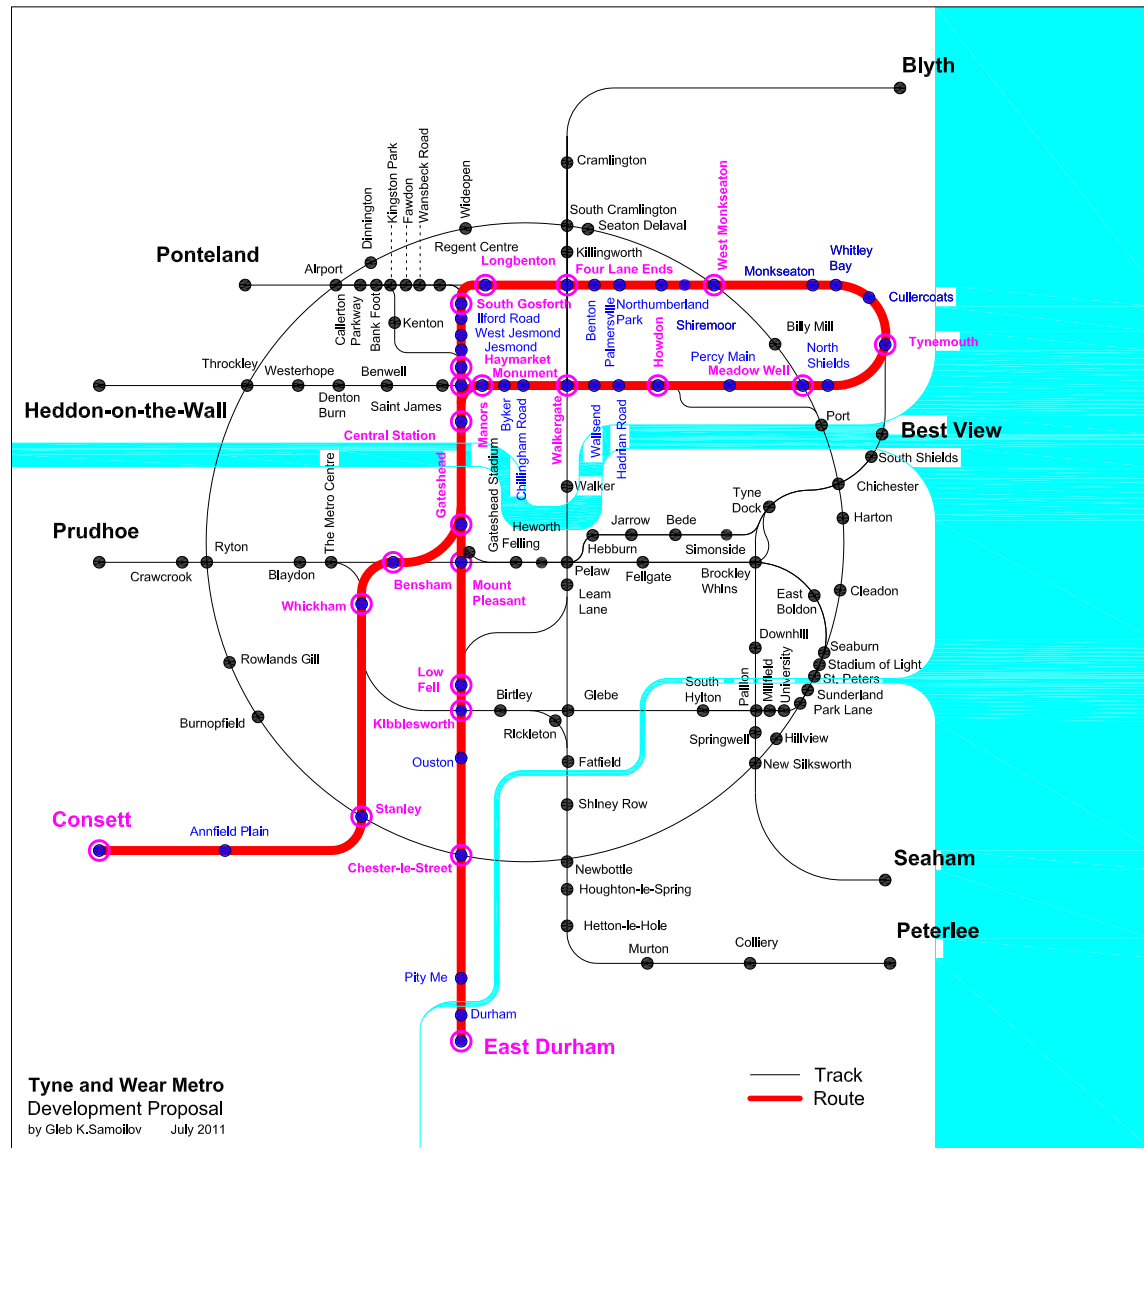 Blyth
Cramlington
Wideopen
Wansbeck Road
Fawdon
Kingston Park
Dinnington
South Cramlington
Seaton Delaval
West Monkseaton
Regent Centre
Killingworth
Ponteland
Longbenton
Four Lane Ends
Monkseaton
Whitley
Bay
Airport
Cullercoats
Callerton
Parkway
Bank Foot
Kenton
South Gosforth
Ilford Road
West Jesmond
Jesmond
Benton
Palmersville
Northumberland
Park
Shiremoor
Billy Mill
Tynemouth
Haymarket
Monument
Howdon
Percy Main
North
Shields
Meadow Well
Throckley
Westerhope
Benwell
Denton
Burn
Saint James
Heddon-on-the-Wall
Manors
Byker
Chillingham Road
Walkergate
Wallsend
Hadrian Road
Port
Central Station
Best View
South Shields
Gateshead Stadium
The Metro Centre
Gateshead
Walker
Chichester
Tyne
Dock
Harton
Prudhoe
Heworth
Jarrow
Bede
Ryton
Felling
Hebburn
Simonside
Crawcrook
Blaydon
Bensham
Mount
Pleasant
Pelaw
Fellgate
Brockley
Whins
Leam
Lane
East
Boldon
Cleadon
Whickham
Downhill
Seaburn
Rowlands Gill
Low
Fell
Stadium of Light
St. Peters
Sunderland
Park Lane
South
Hylton
Pallion
Millfield
University
Birtley
Glebe
Burnopfield
Kibblesworth
Rickleton
Springwell
Hillview
Ouston
Fatfield
New Silksworth
Stanley
Shiney Row
Consett
Annfield Plain
Chester-le-Street
Newbottle
Seaham
Houghton-le-Spring
Hetton-le-Hole
Peterlee
Murton
Colliery
Pity Me
Durham
East Durham
Tyne and Wear Metro
Development Proposal
by Gleb K.Samoilov July 2011
Track
Route